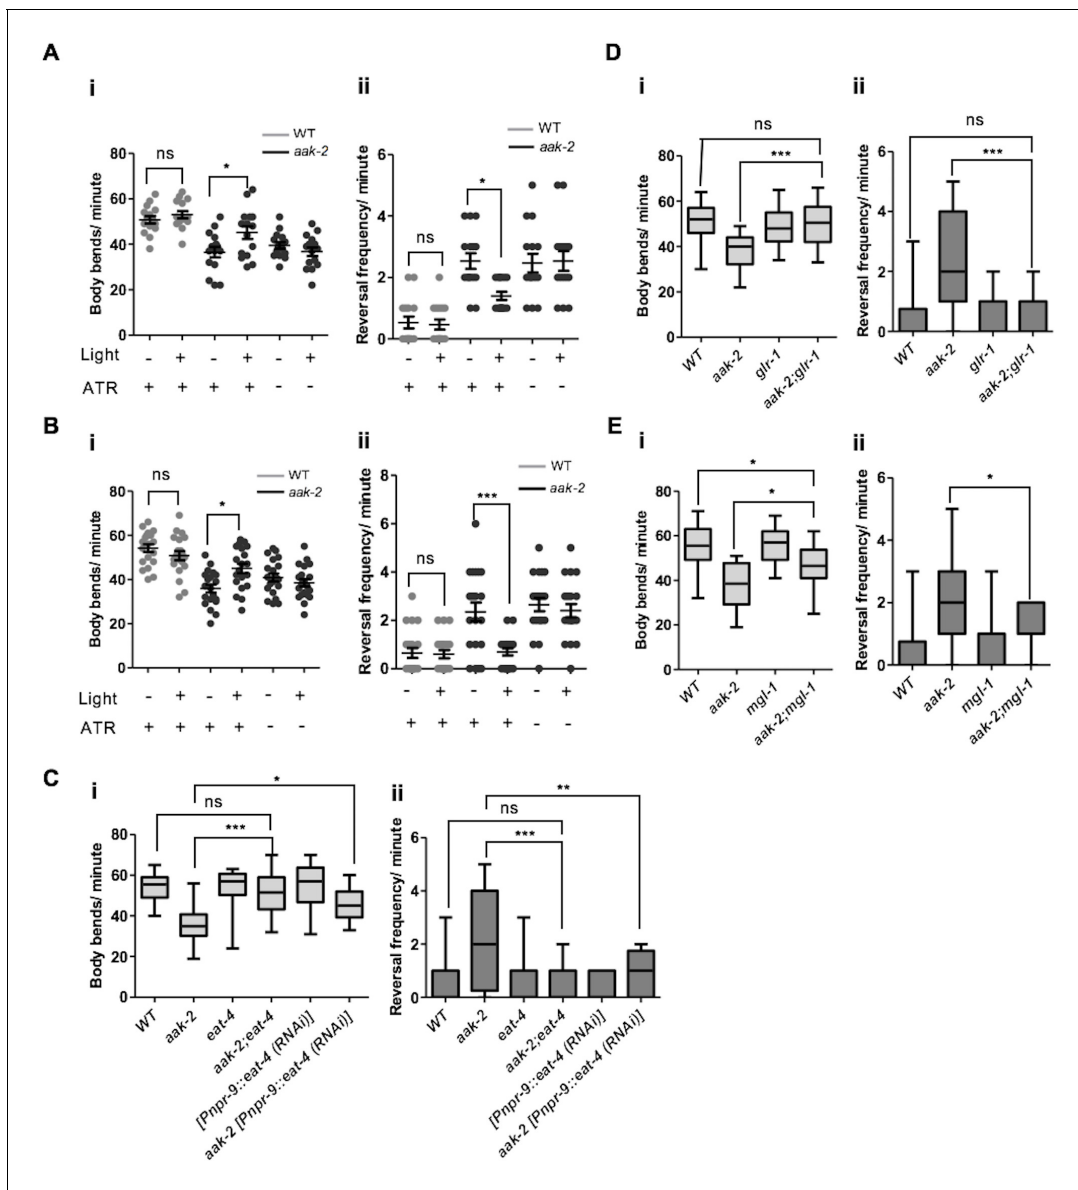 A
i
WT
aak-2
ns
*
Body bends/ minute
80
60
40
20
0
Light - + - + - +
ATR + + + + - -
ii
WT
aak-2
ns
*
Reversal frequency/ minute
6
4
2
0
- + - + - +
+ + + + - -
B
i
WT
aak-2
ns
*
Body bends/ minute
80
60
40
20
0
Light - + - + - +
ATR + + + + - -
ii
WT
aak-2
ns
***
Reversal frequency/ minute
8
6
4
2
0
- + - + - +
+ + + + - -
C
i
*
ns
***
Body bends/ minute
80
60
40
20
0
WT
aak-2
eat-4
aak-2;eat-4
[Pnpr-9::eat-4 (RNAi)]
aak-2 [Pnpr-9::eat-4 (RNAi)]
ii
**
ns
***
Reversal frequency/ minute
6
4
2
0
WT
aak-2
eat-4
aak-2;eat-4
[Pnpr-9::eat-4 (RNAi)]
aak-2 [Pnpr-9::eat-4 (RNAi)]
D
i
ns
***
Body bends/ minute
80
60
40
20
0
WT
aak-2
glr-1
aak-2;glr-1
ii
ns
***
Reversal frequency/ minute
6
4
2
0
WT
aak-2
glr-1
aak-2;glr-1
E
i
*
*
Body bends/ minute
80
60
40
20
0
WT
aak-2
mgl-1
aak-2;mgl-1
ii
*
Reversal frequency/ minute
6
4
2
0
WT
aak-2
mgl-1
aak-2;mgl-1